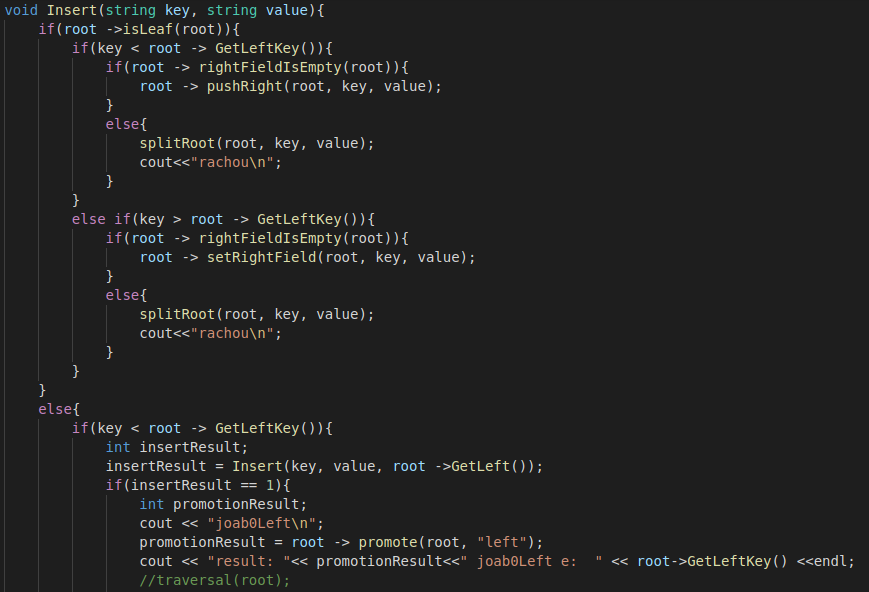 void Insert(string key, string value){
    if(root ->isLeaf(root)){
        if(key < root -> GetLeftKey()){
            if(root -> rightFieldIsEmpty(root)){
                root -> pushRight(root, key, value);
            }
            else{
                splitRoot(root, key, value);
                cout<<"rachou\n";
            }
        }
        else if(key > root -> GetLeftKey()){
            if(root -> rightFieldIsEmpty(root)){
                root -> setRightField(root, key, value);
            }
            else{
                splitRoot(root, key, value);
                cout<<"rachou\n";
            }
        }
    }
    else{
        if(key < root -> GetLeftKey()){
            int insertResult;
            insertResult = Insert(key, value, root ->GetLeft());
            if(insertResult == 1){
                int promotionResult;
                cout << "joab0Left\n";
                promotionResult = root -> promote(root, "left");
                cout << "result: "<< promotionResult<<" joab0Left e:  " << root->GetLeftKey() <<endl;
                //traversal(root);